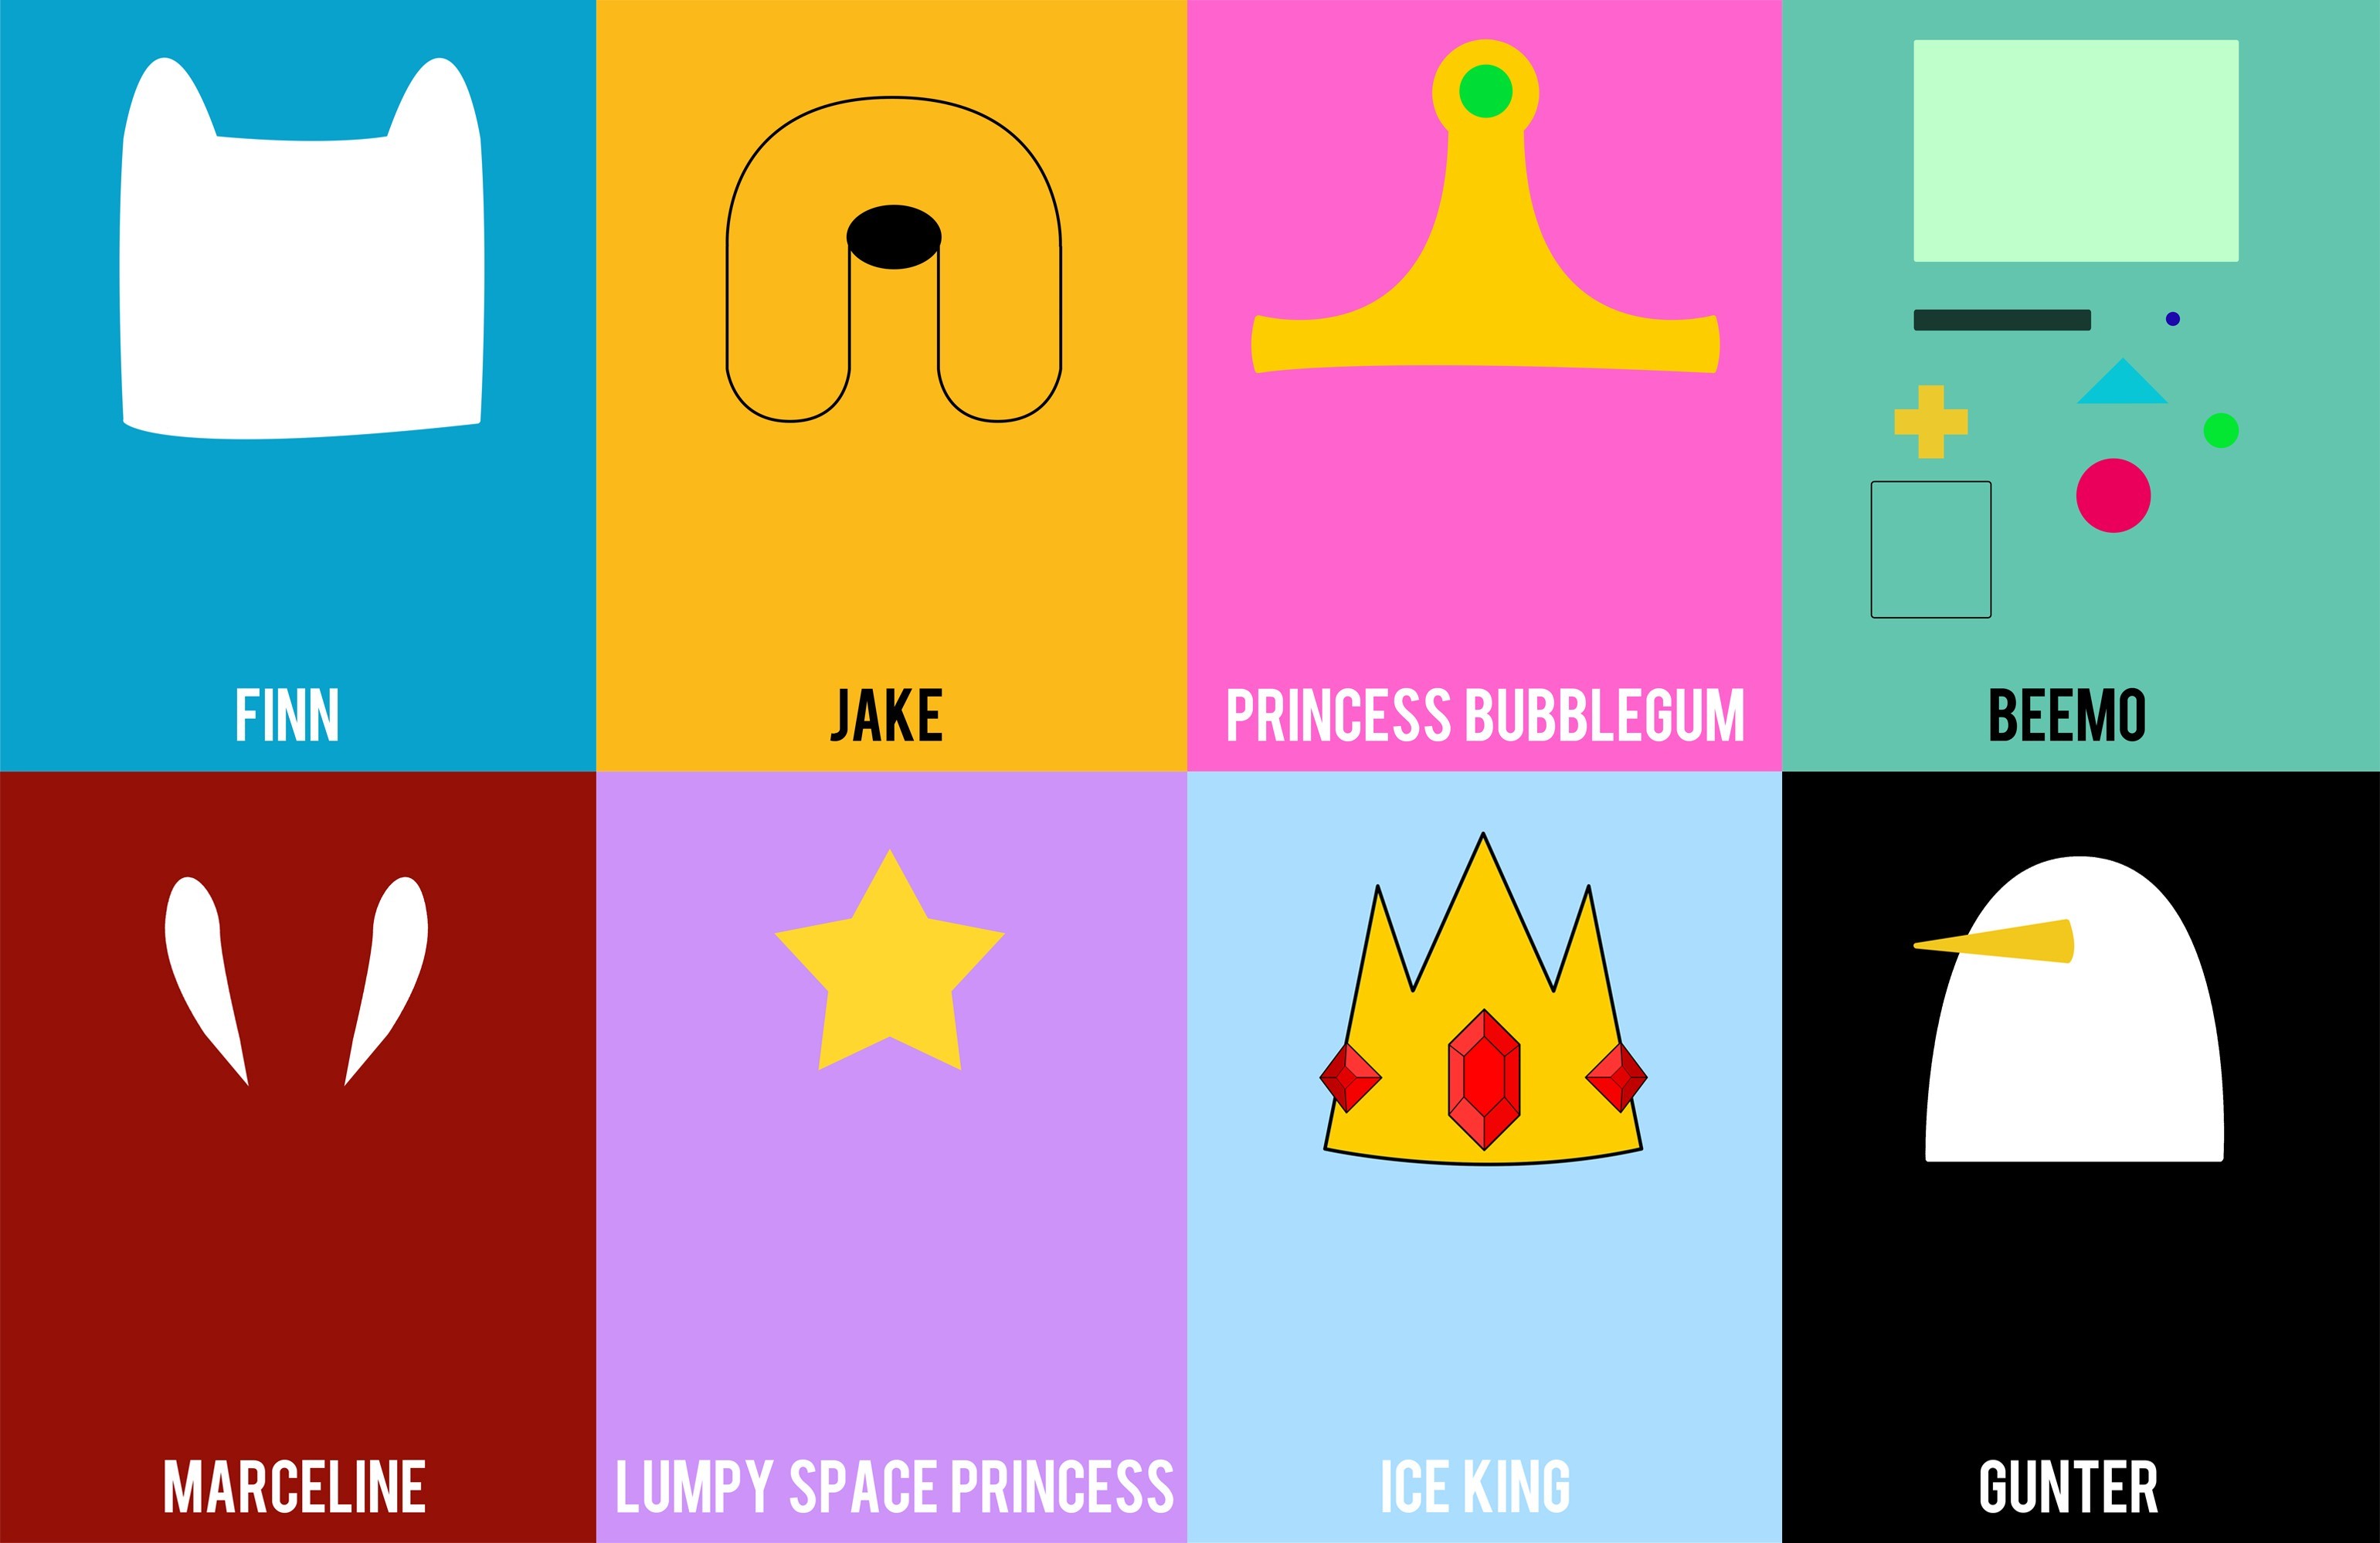 FINN
JAKE
PRINCESS BUBBLEGUM
BEEMO
MARCELINE
LUMPY SPACE PRINCESS
ICE KING
GUNTER